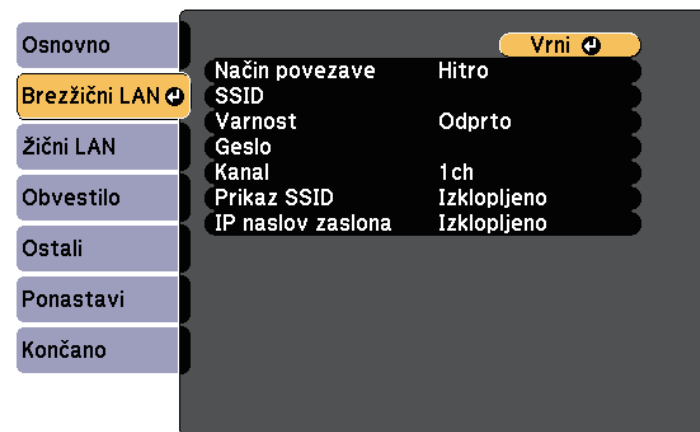 Osnovno
Brezžični LAN
Žični LAN
Obvestilo
Ostali
Ponastavi
Končano
Vrni
Način povezave Hitro
SSID
Varnost Odprto
Geslo
Kanal 1ch
Prikaz SSID Izklopljeno
IP naslov zaslona Izklopljeno